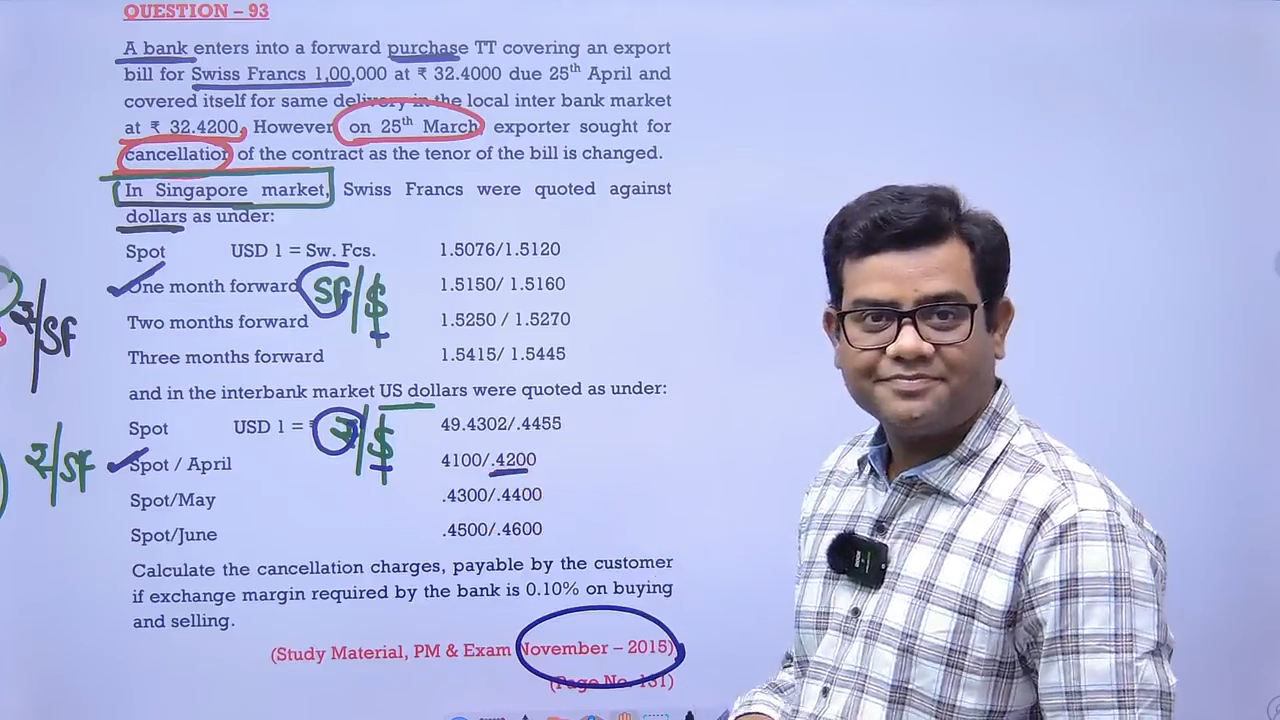 QUESTION – 93
A bank enters into a forward purchase TT covering an export
bill for Swiss Francs 1,00,000 at ₹ 32.4000 due 25th April and
covered itself for same delivery in the local inter bank market
at ₹ 32.4200. However on 25th March, exporter sought for
cancellation of the contract as the tenor of the bill is changed.
In Singapore market, Swiss Francs were quoted against
dollars as under:
Spot USD 1 = Sw. Fcs. 1.5076/1.5120
One month forward SF/$ 1.5150/ 1.5160
₹/SF
Two months forward 1.5250 / 1.5270
Three months forward 1.5415/ 1.5445
and in the interbank market US dollars were quoted as under:
Spot USD 1 = ₹/$ 49.4302/.4455
₹/SF
Spot / April 4100/.4200
Spot/May .4300/.4400
Spot/June .4500/.4600
Calculate the cancellation charges, payable by the customer
if exchange margin required by the bank is 0.10% on buying
and selling.
(Study Material, PM & Exam November – 2015)
(Page No. 131)